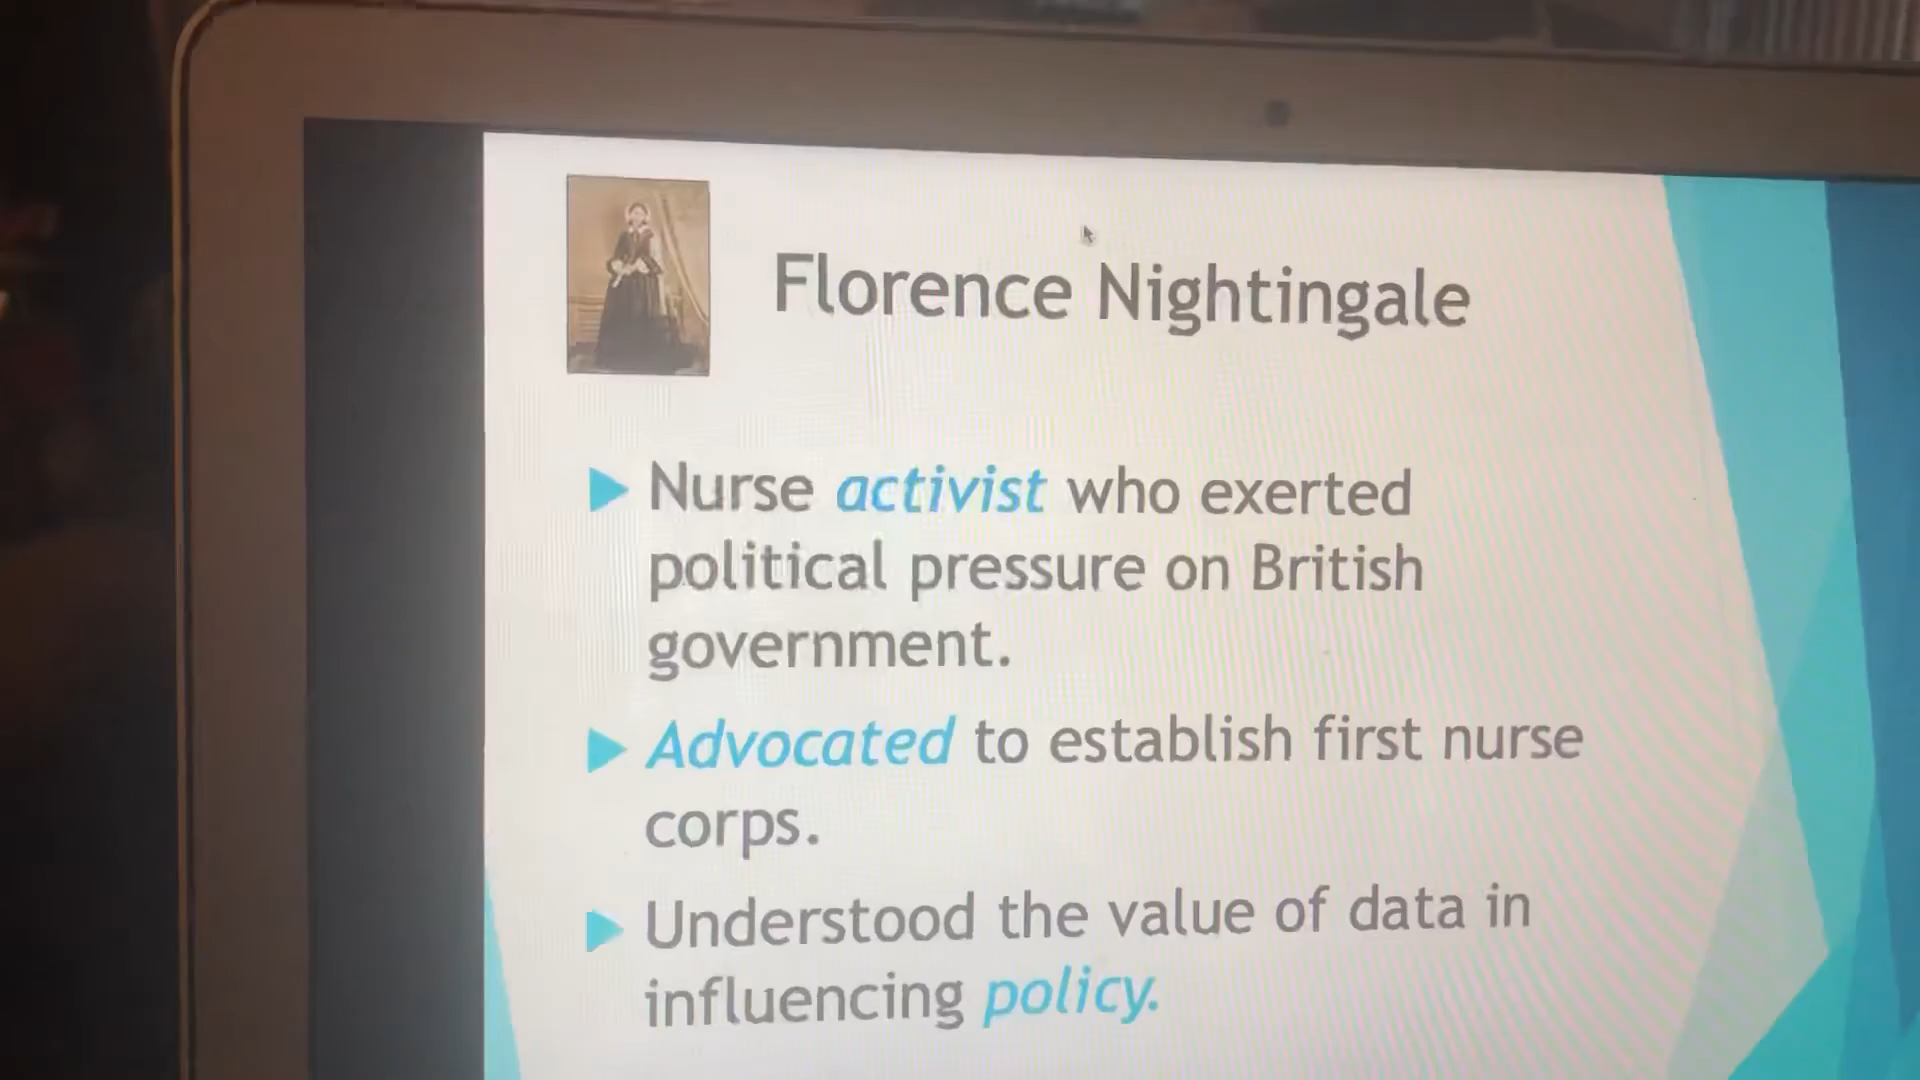 Florence Nightingale
Nurse activist who exerted
political pressure on British
government.
Advocated to establish first nurse
corps.
Understood the value of data in
influencing policy.